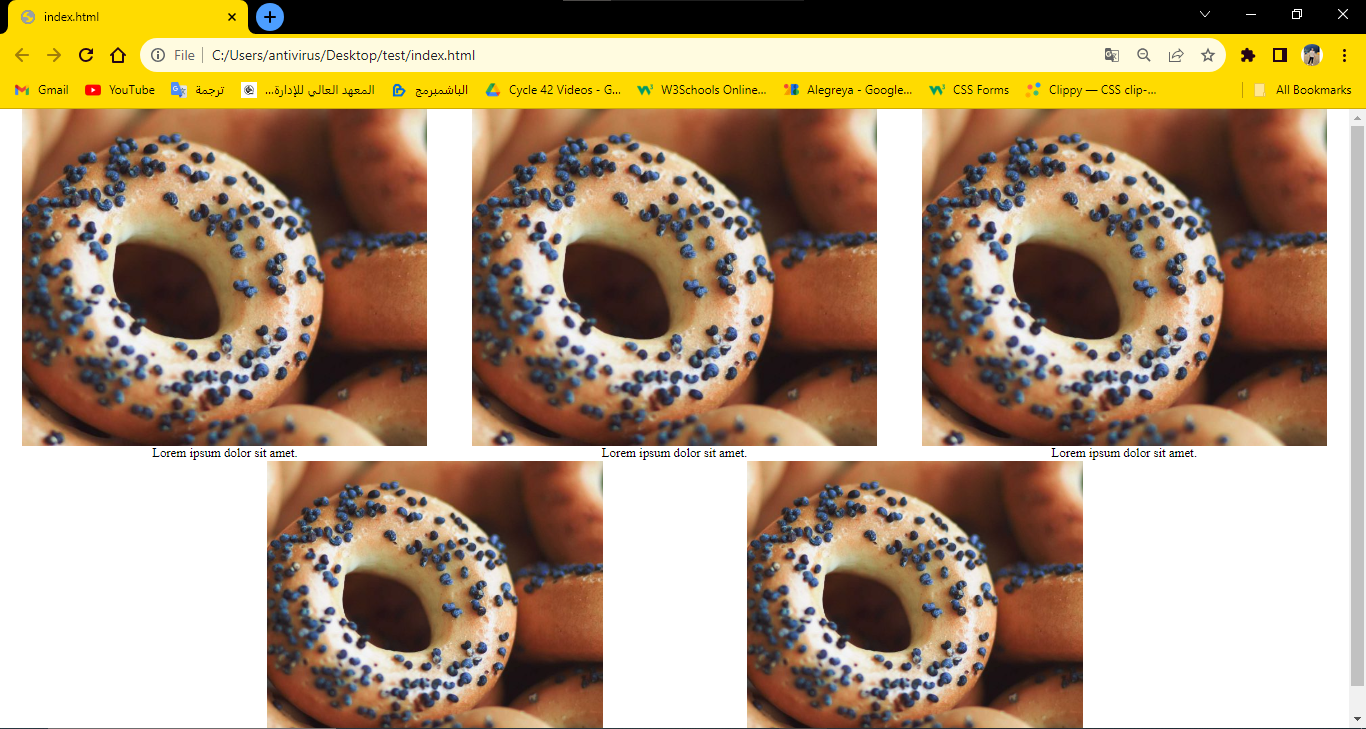 index.html
File C:/Users/antivirus/Desktop/test/index.html
Gmail YouTube ترجمة المعهد العالي للإدارة... الباشمبرمج Cycle 42 Videos - G... W3Schools Online... Alegreya - Google... CSS Forms Clippy — CSS clip-... All Bookmarks
Lorem ipsum dolor sit amet. Lorem ipsum dolor sit amet. Lorem ipsum dolor sit amet.